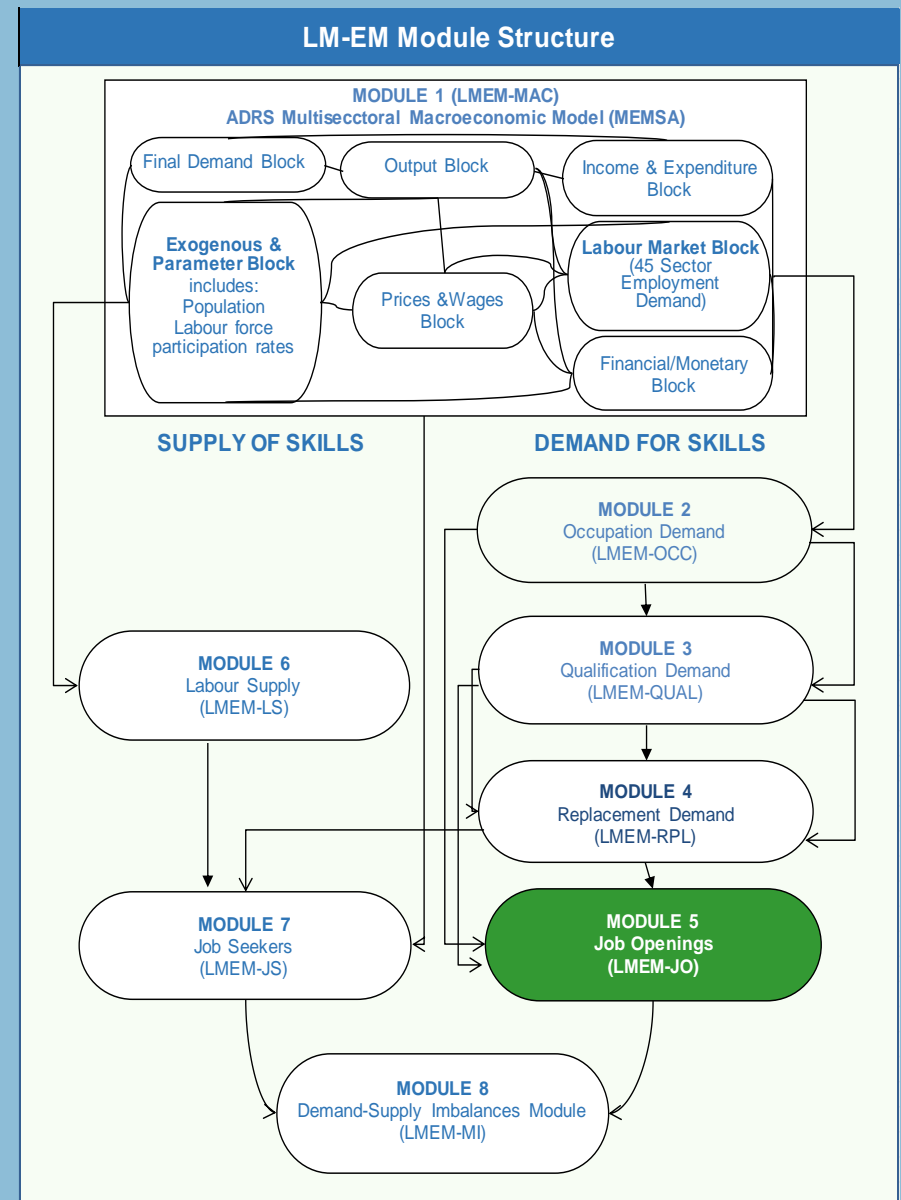 LM-EM Module Structure
MODULE 1 (LMEM-MAC)
ADRS Multisecctoral Macroeconomic Model (MEMSA)
Final Demand Block
Output Block
Income & Expenditure
Block
Exogenous &
Parameter Block
includes:
Population
Labour force
participation rates
Prices &Wages
Block
Labour Market Block
(45 Sector
Employment
Demand)
Financial/Monetary
Block
SUPPLY OF SKILLS
DEMAND FOR SKILLS
MODULE 2
Occupation Demand
(LMEM-OCC)
MODULE 3
Qualification Demand
(LMEM-QUAL)
MODULE 6
Labour Supply
(LMEM-LS)
MODULE 4
Replacement Demand
(LMEM-RPL)
MODULE 7
Job Seekers
(LMEM-JS)
MODULE 5
Job Openings
(LMEM-JO)
MODULE 8
Demand-Supply Imbalances Module
(LMEM-MI)